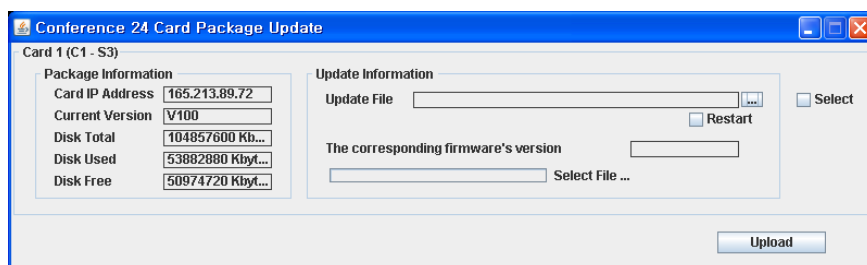 Conference 24 Card Package Update
Card 1 (C1 - S3)
Package Information
Card IP Address 165.213.89.72
Current Version V100
Disk Total 104857600 Kb...
Disk Used 53882880 Kbyt...
Disk Free 50974720 Kbyt...
Update Information
Update File ...
Select
Restart
The corresponding firmware's version
Select File ...
Upload